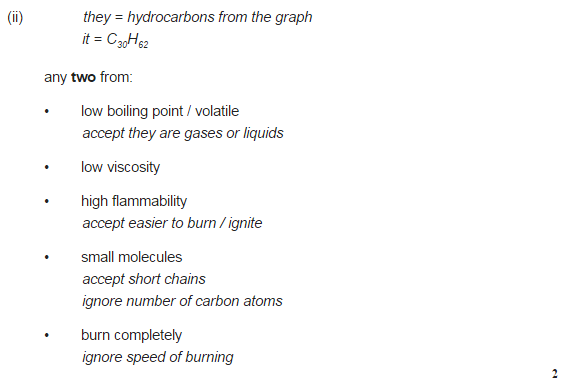 (ii) they = hydrocarbons from the graph
it = C₃₀H₆₂
any two from:
• low boiling point / volatile
accept they are gases or liquids
• low viscosity
• high flammability
accept easier to burn / ignite
• small molecules
accept short chains
ignore number of carbon atoms
• burn completely
ignore speed of burning
2